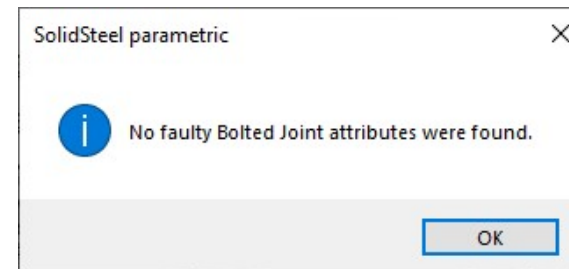 SolidSteel parametric
No faulty Bolted Joint attributes were found.
OK